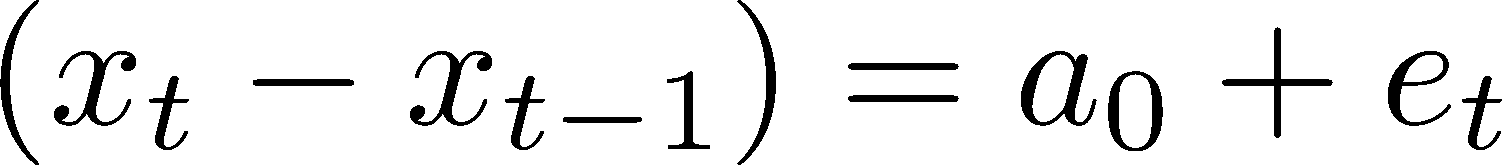 (x_t − x_{t−1}) = a_0 + e_t